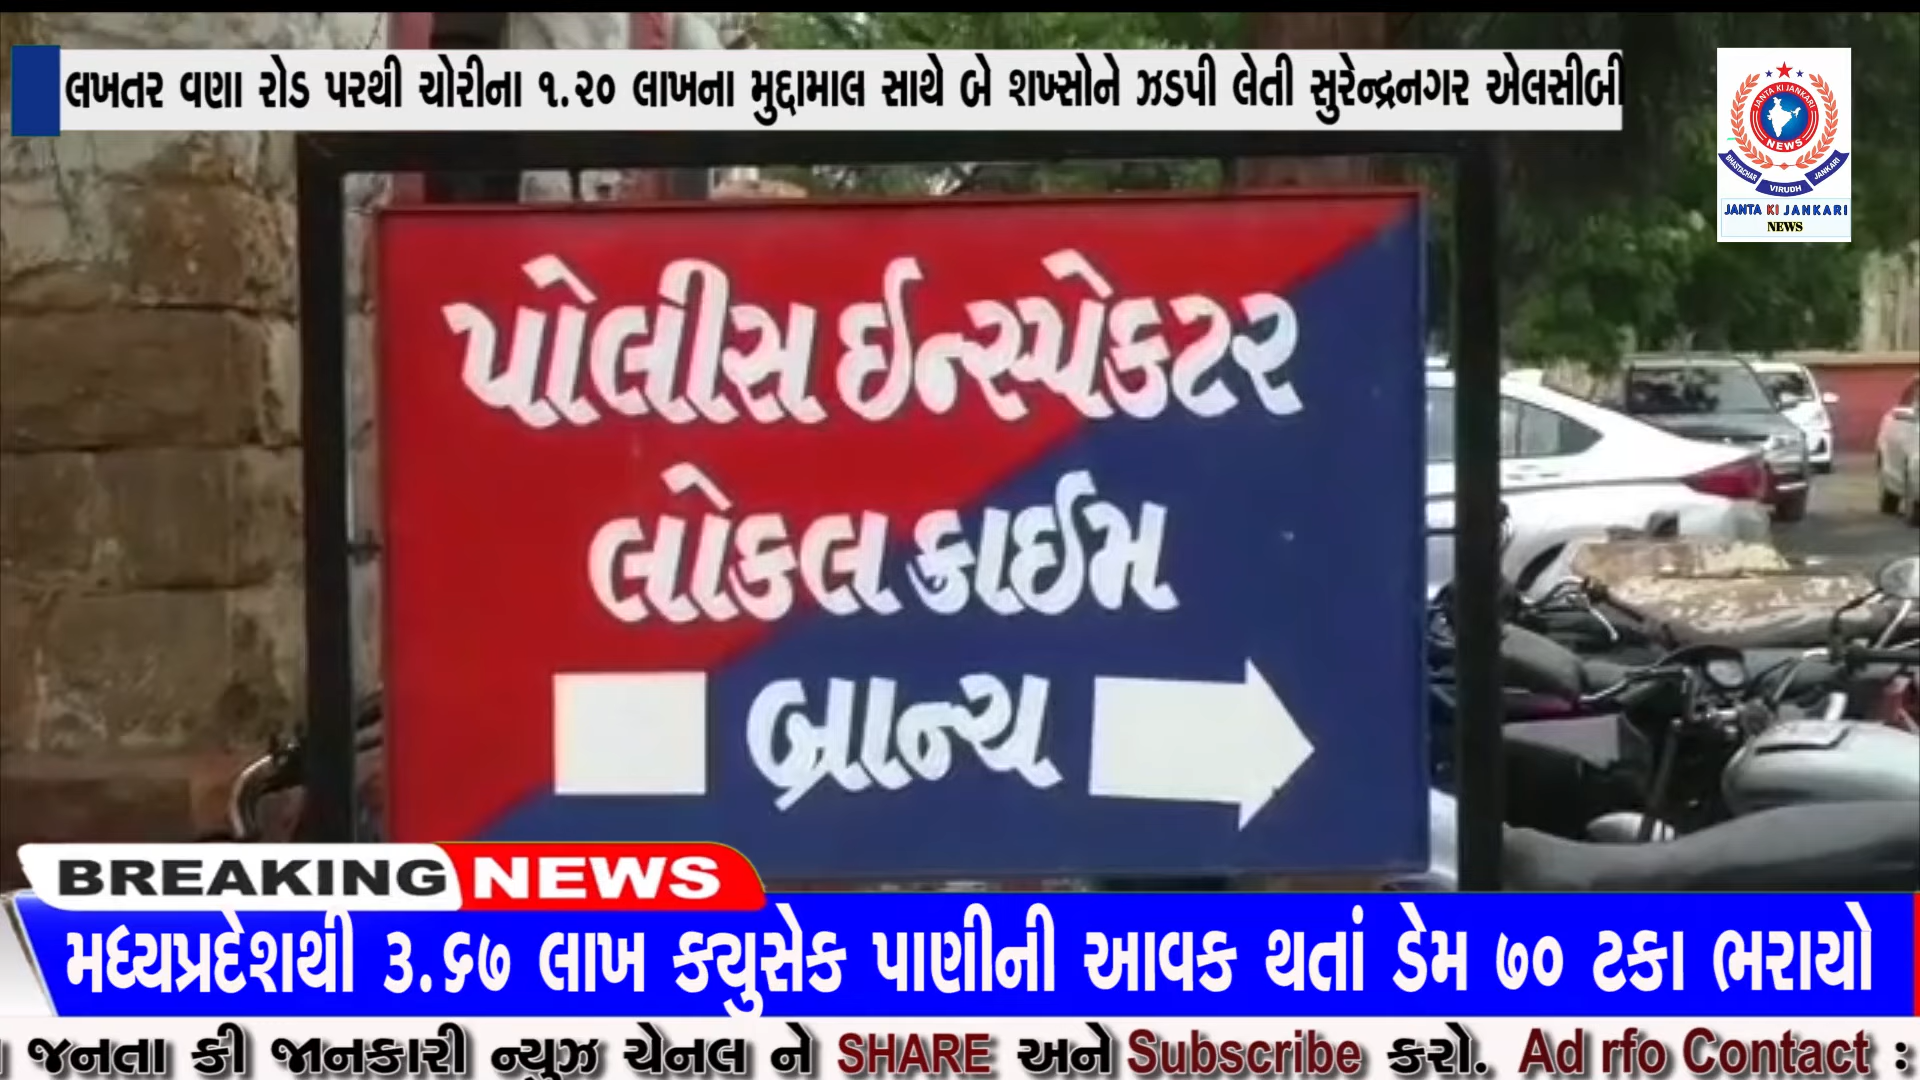 લખતર વણા રોડ પરથી ચોરીના ૧.૨૦ લાખના મુદ્દામાલ સાથે બે શખ્સોને ઝડપી લેતી સુરેન્દ્રનગર એલસીબી
JANTA KI JANKARI
NEWS
BHASTACHAR VIRUDH JANKARI
JANTA KI JANKARI
NEWS
પોલીસ ઈન્સ્પેકટર
લોકલ ક્રાઈમ
બ્રાન્ચ
BREAKING NEWS
મધ્યપ્રદેશથી ૩.૬૭ લાખ ક્યુસેક પાણીની આવક થતાં ડેમ ૭૦ ટકા ભરાયો
જનતા કી જાનકારી ન્યુઝ ચેનલ ને SHARE અને Subscribe કરો. Ad rfo Contact :